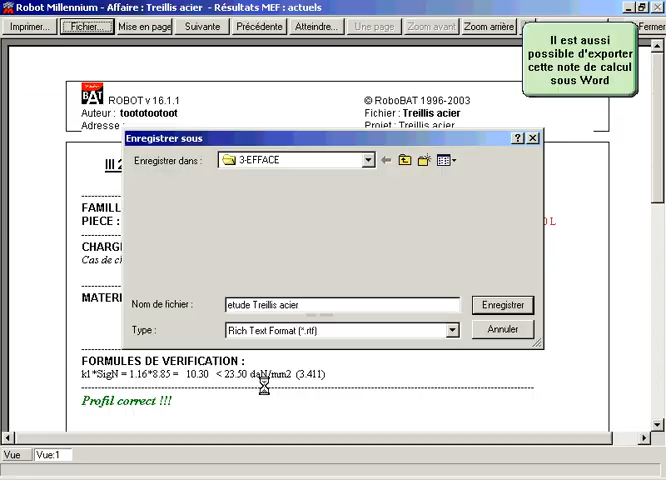 Robot Millennium - Affaire : Treillis acier - Résultats MEF : actuels
Imprimer... Fichier... Mise en page Suivante Précédente Atteindre... Une page Zoom avant Zoom arrière Fermer
Il est aussi
possible d'exporter
cette note de calcul
sous Word
ROBOT v 16.1.1 © RoboBAT 1996-2003
Auteur : tootototoot Fichier : Treillis acier
Adresse : Projet : Treillis acier
Enregistrer sous
Enregistrer dans : 3-EFFACE
III 2
FAMILL
PIECE : 0 L
CHARG
Cas de c
MATERI
Nom de fichier : etude Treillis acier Enregistrer
Type : Rich Text Format (*.rtf) Annuler
FORMULES DE VERIFICATION :
k1*SigN = 1.16*8.85 = 10.30 < 23.50 daN/mm2 (3.411)
Profil correct !!!
Vue Vue:1